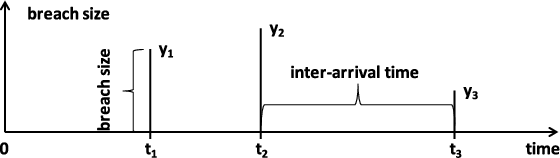 breach size
y1
breach size
y2
inter-arrival time
y3
0
t1
t2
t3
time